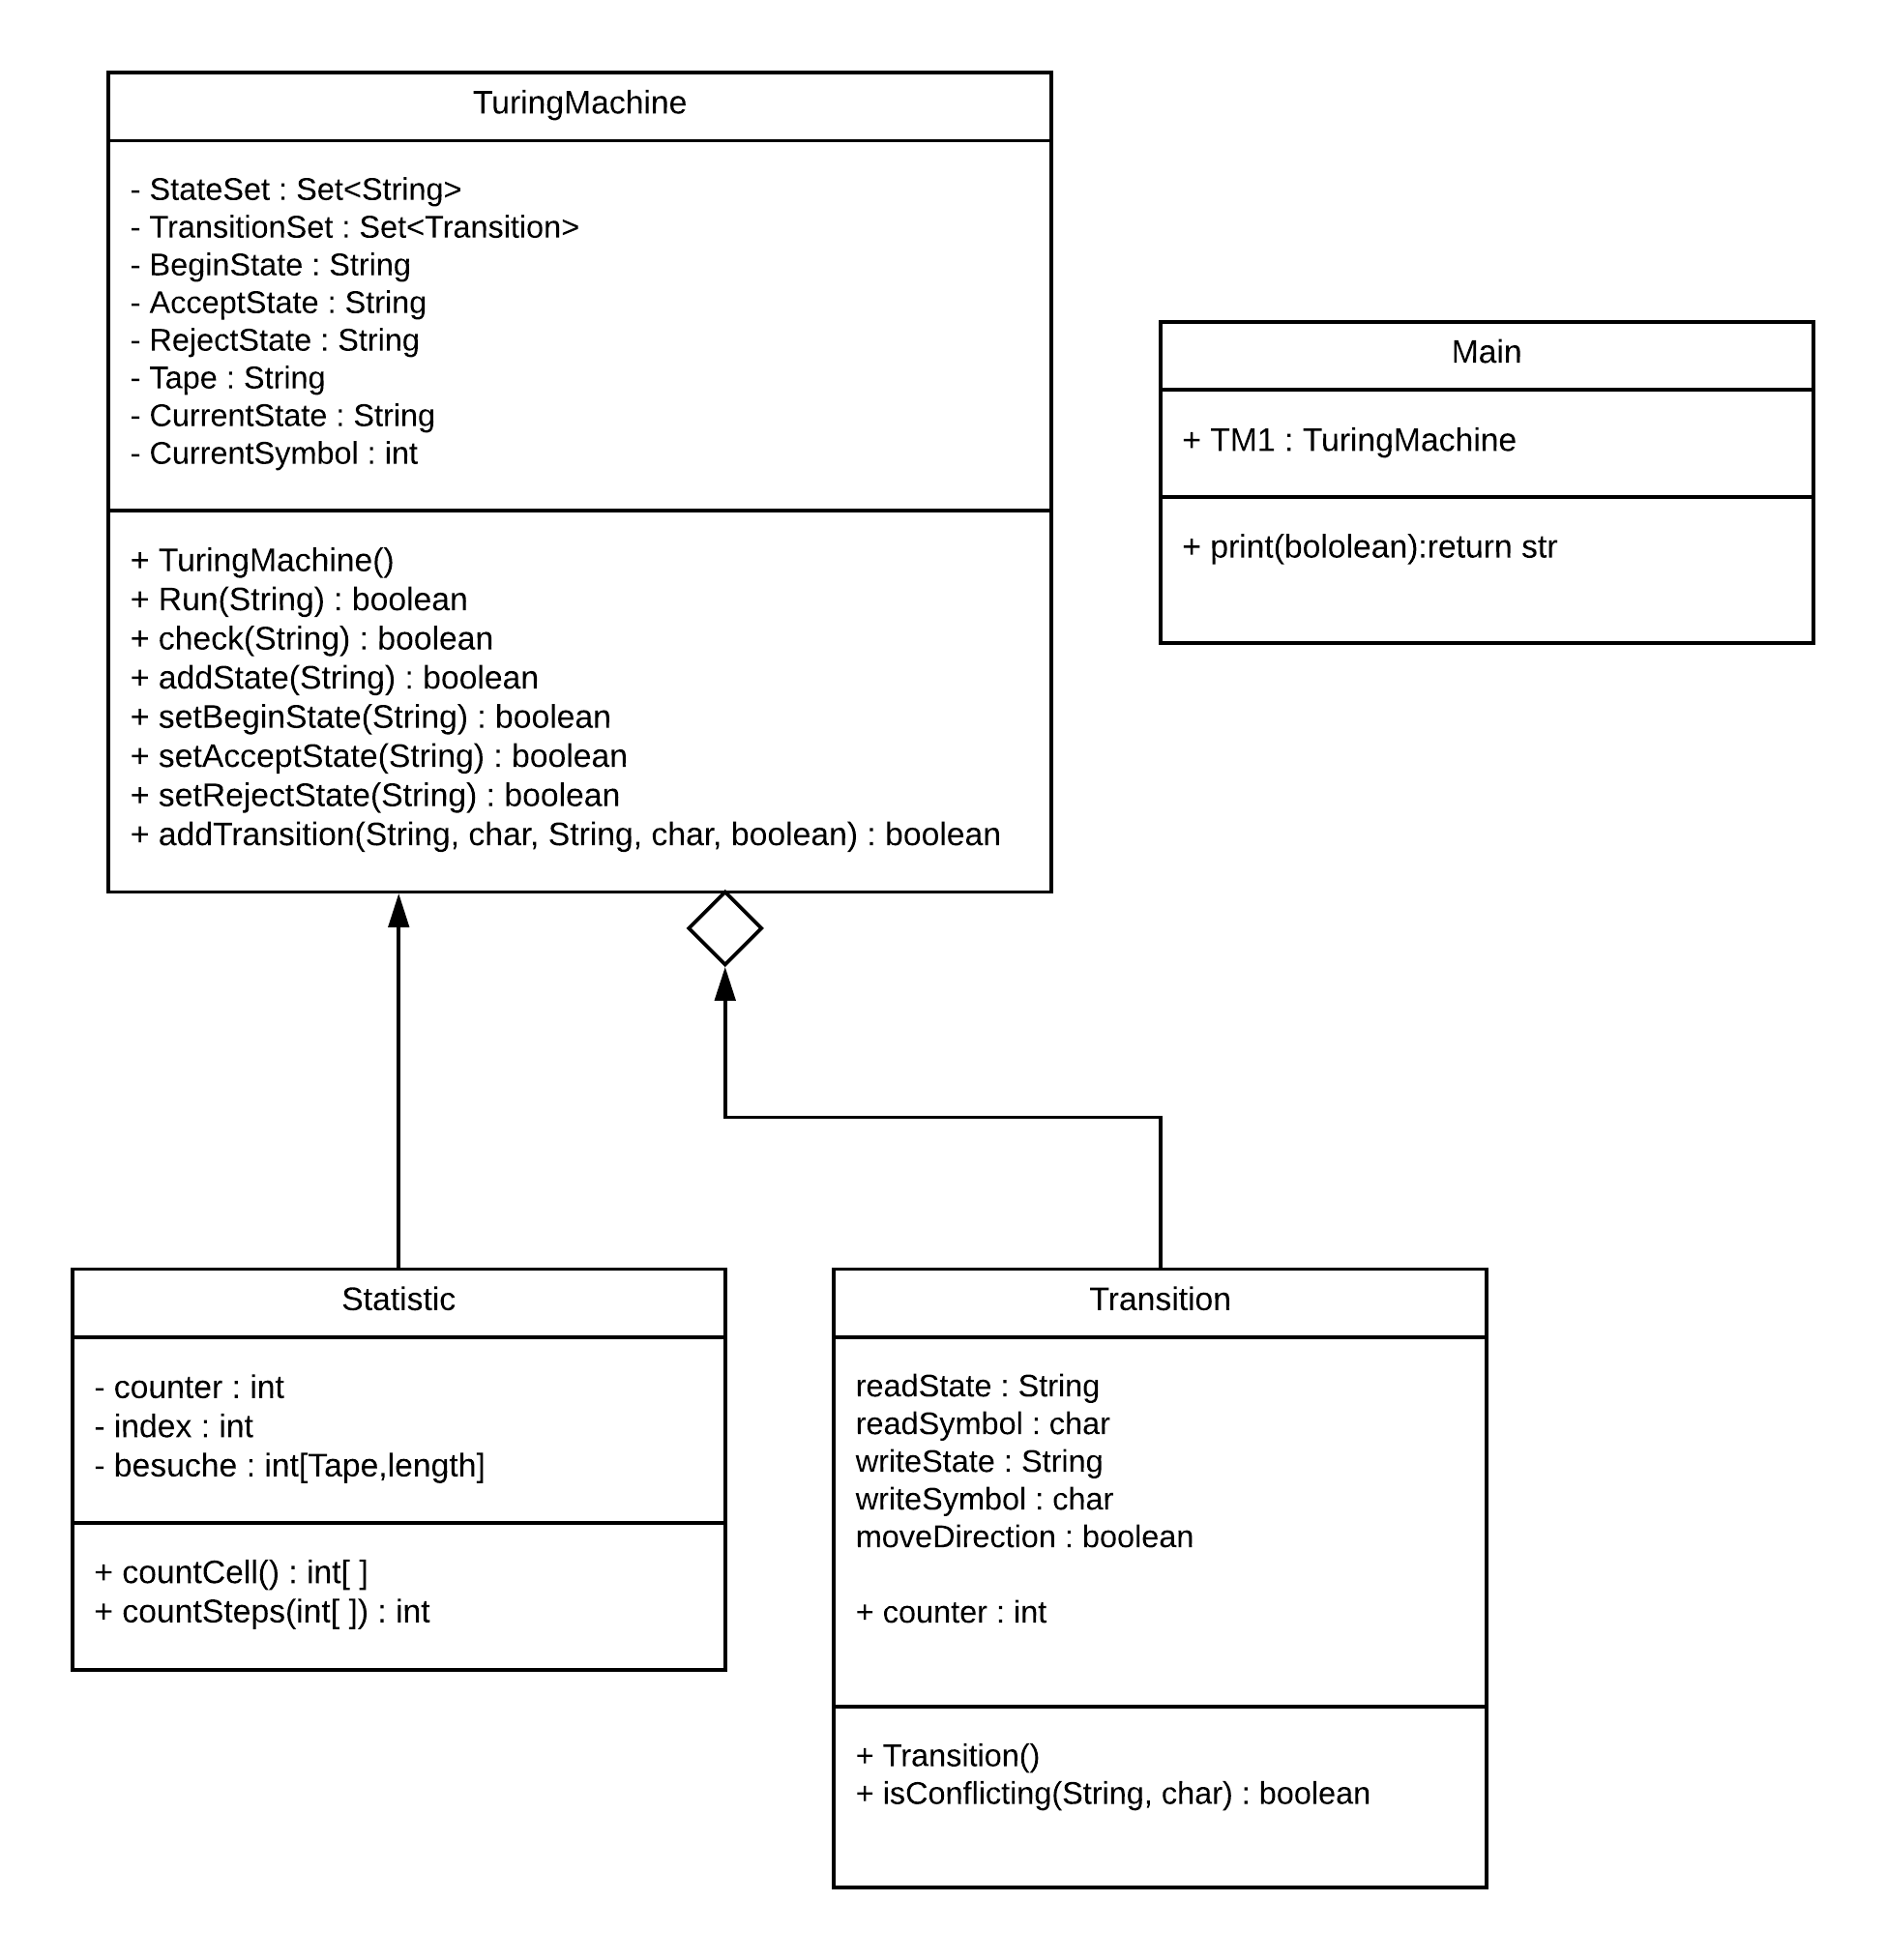 TuringMachine
- StateSet : Set<String>
- TransitionSet : Set<Transition>
- BeginState : String
- AcceptState : String
- RejectState : String
- Tape : String
- CurrentState : String
- CurrentSymbol : int
+ TuringMachine()
+ Run(String) : boolean
+ check(String) : boolean
+ addState(String) : boolean
+ setBeginState(String) : boolean
+ setAcceptState(String) : boolean
+ setRejectState(String) : boolean
+ addTransition(String, char, String, char, boolean) : boolean
Main
+ TM1 : TuringMachine
+ print(bololean):return str
Statistic
- counter : int
- index : int
- besuche : int[Tape,length]
+ countCell() : int[ ]
+ countSteps(int[ ]) : int
Transition
readState : String
readSymbol : char
writeState : String
writeSymbol : char
moveDirection : boolean
+ counter : int
+ Transition()
+ isConflicting(String, char) : boolean